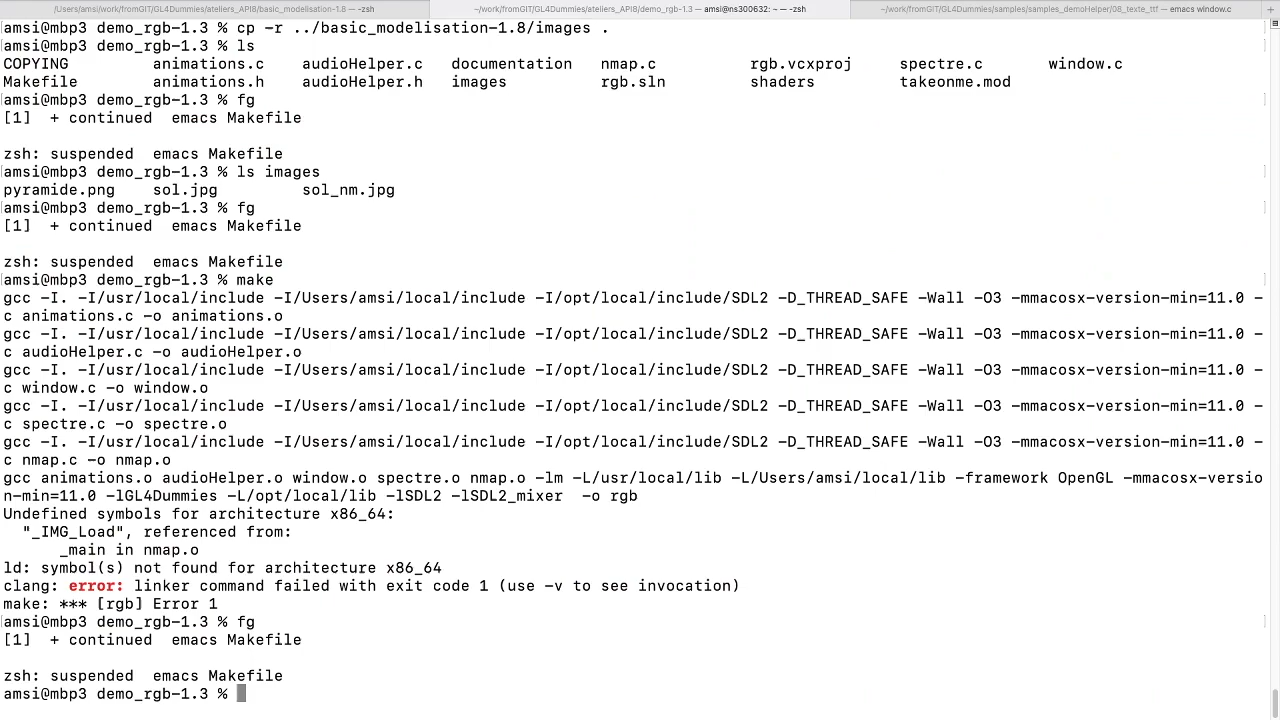 /Users/amsi/work/fromGIT/GL4Dummies/ateliers_API8/basic_modelisation-1.8 — -zsh
~/work/fromGIT/GL4Dummies/ateliers_API8/demo_rgb-1.3 — amsi@ns300632: ~ — -zsh
~/work/fromGIT/GL4Dummies/samples/samples_demoHelper/08_texte_ttf — emacs window.c
amsi@mbp3 demo_rgb-1.3 % cp -r ../basic_modelisation-1.8/images .
amsi@mbp3 demo_rgb-1.3 % ls
COPYING animations.c audioHelper.c documentation nmap.c rgb.vcxproj spectre.c window.c
Makefile animations.h audioHelper.h images rgb.sln shaders takeonme.mod
amsi@mbp3 demo_rgb-1.3 % fg
[1] + continued emacs Makefile
zsh: suspended emacs Makefile
amsi@mbp3 demo_rgb-1.3 % ls images
pyramide.png sol.jpg sol_nm.jpg
amsi@mbp3 demo_rgb-1.3 % fg
[1] + continued emacs Makefile
zsh: suspended emacs Makefile
amsi@mbp3 demo_rgb-1.3 % make
gcc -I. -I/usr/local/include -I/Users/amsi/local/include -I/opt/local/include/SDL2 -D_THREAD_SAFE -Wall -O3 -mmacosx-version-min=11.0 -
c animations.c -o animations.o
gcc -I. -I/usr/local/include -I/Users/amsi/local/include -I/opt/local/include/SDL2 -D_THREAD_SAFE -Wall -O3 -mmacosx-version-min=11.0 -
c audioHelper.c -o audioHelper.o
gcc -I. -I/usr/local/include -I/Users/amsi/local/include -I/opt/local/include/SDL2 -D_THREAD_SAFE -Wall -O3 -mmacosx-version-min=11.0 -
c window.c -o window.o
gcc -I. -I/usr/local/include -I/Users/amsi/local/include -I/opt/local/include/SDL2 -D_THREAD_SAFE -Wall -O3 -mmacosx-version-min=11.0 -
c spectre.c -o spectre.o
gcc -I. -I/usr/local/include -I/Users/amsi/local/include -I/opt/local/include/SDL2 -D_THREAD_SAFE -Wall -O3 -mmacosx-version-min=11.0 -
c nmap.c -o nmap.o
gcc animations.o audioHelper.o window.o spectre.o nmap.o -lm -L/usr/local/lib -L/Users/amsi/local/lib -framework OpenGL -mmacosx-versio
n-min=11.0 -lGL4Dummies -L/opt/local/lib -lSDL2 -lSDL2_mixer -o rgb
Undefined symbols for architecture x86_64:
"_IMG_Load", referenced from:
_main in nmap.o
ld: symbol(s) not found for architecture x86_64
clang: error: linker command failed with exit code 1 (use -v to see invocation)
make: *** [rgb] Error 1
amsi@mbp3 demo_rgb-1.3 % fg
[1] + continued emacs Makefile
zsh: suspended emacs Makefile
amsi@mbp3 demo_rgb-1.3 %